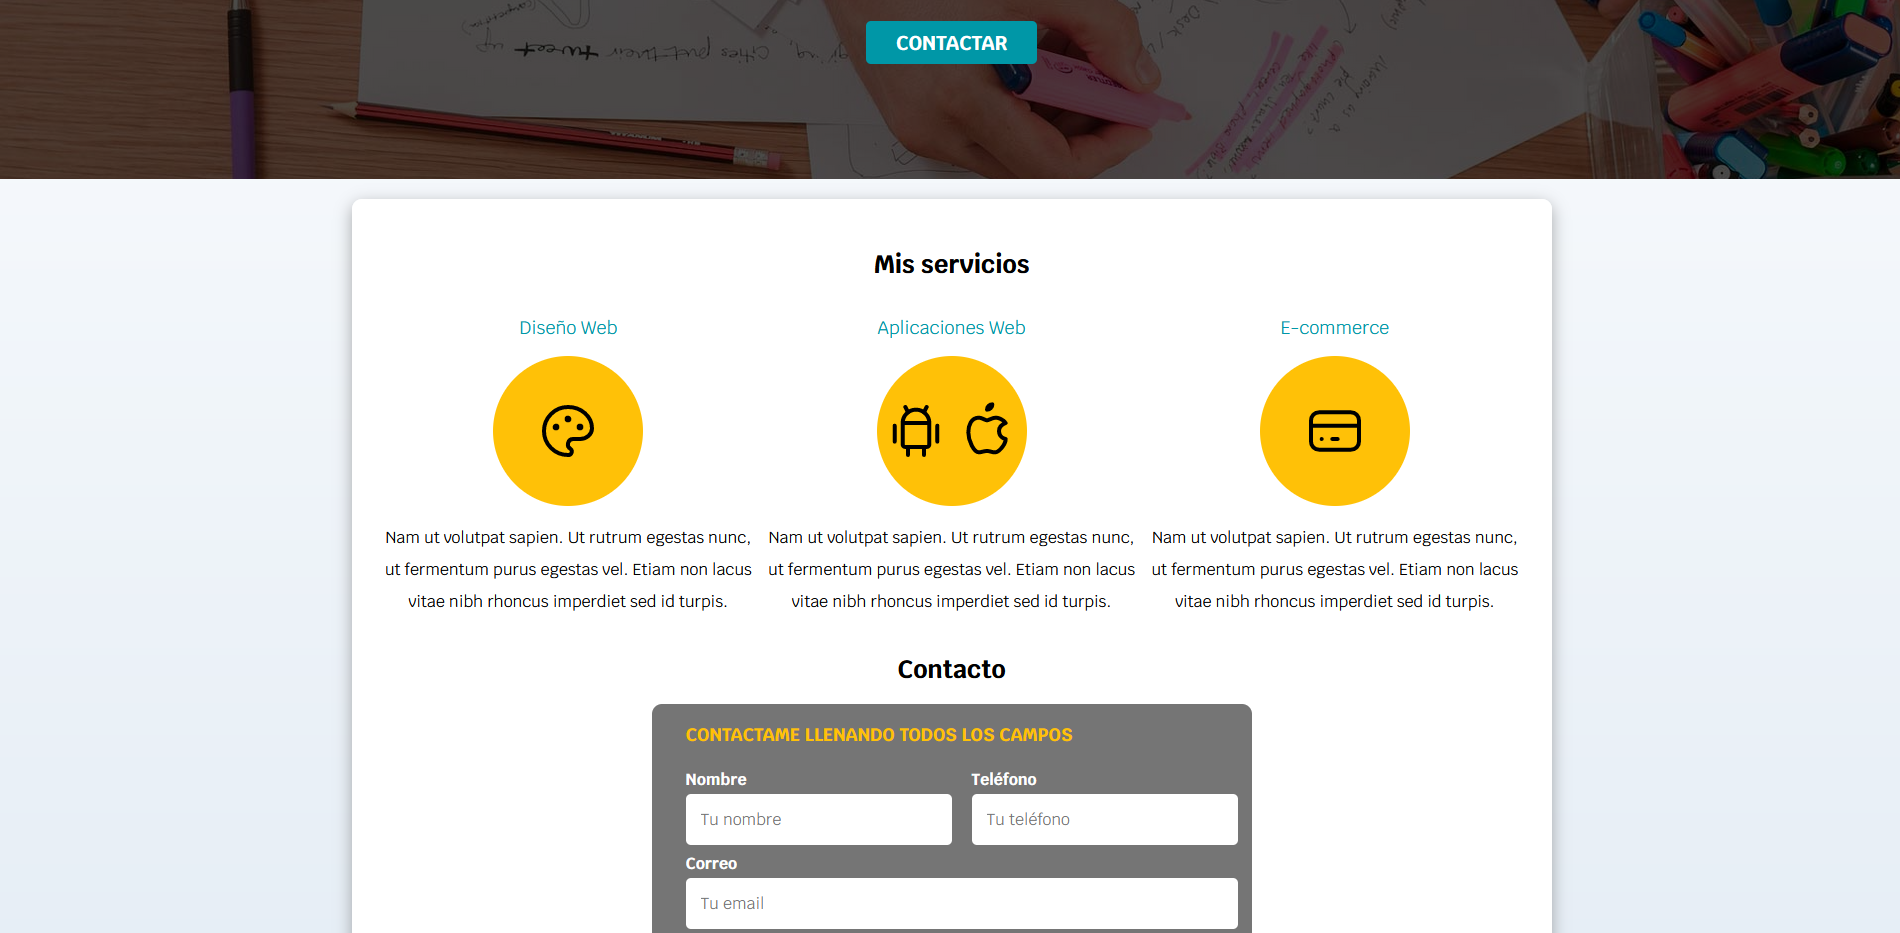 CONTACTAR
Mis servicios
Diseño Web
Aplicaciones Web
E-commerce
Nam ut volutpat sapien. Ut rutrum egestas nunc,
ut fermentum purus egestas vel. Etiam non lacus
vitae nibh rhoncus imperdiet sed id turpis.
Nam ut volutpat sapien. Ut rutrum egestas nunc,
ut fermentum purus egestas vel. Etiam non lacus
vitae nibh rhoncus imperdiet sed id turpis.
Nam ut volutpat sapien. Ut rutrum egestas nunc,
ut fermentum purus egestas vel. Etiam non lacus
vitae nibh rhoncus imperdiet sed id turpis.
Contacto
CONTACTAME LLENANDO TODOS LOS CAMPOS
Nombre
Teléfono
Tu nombre
Tu teléfono
Correo
Tu email